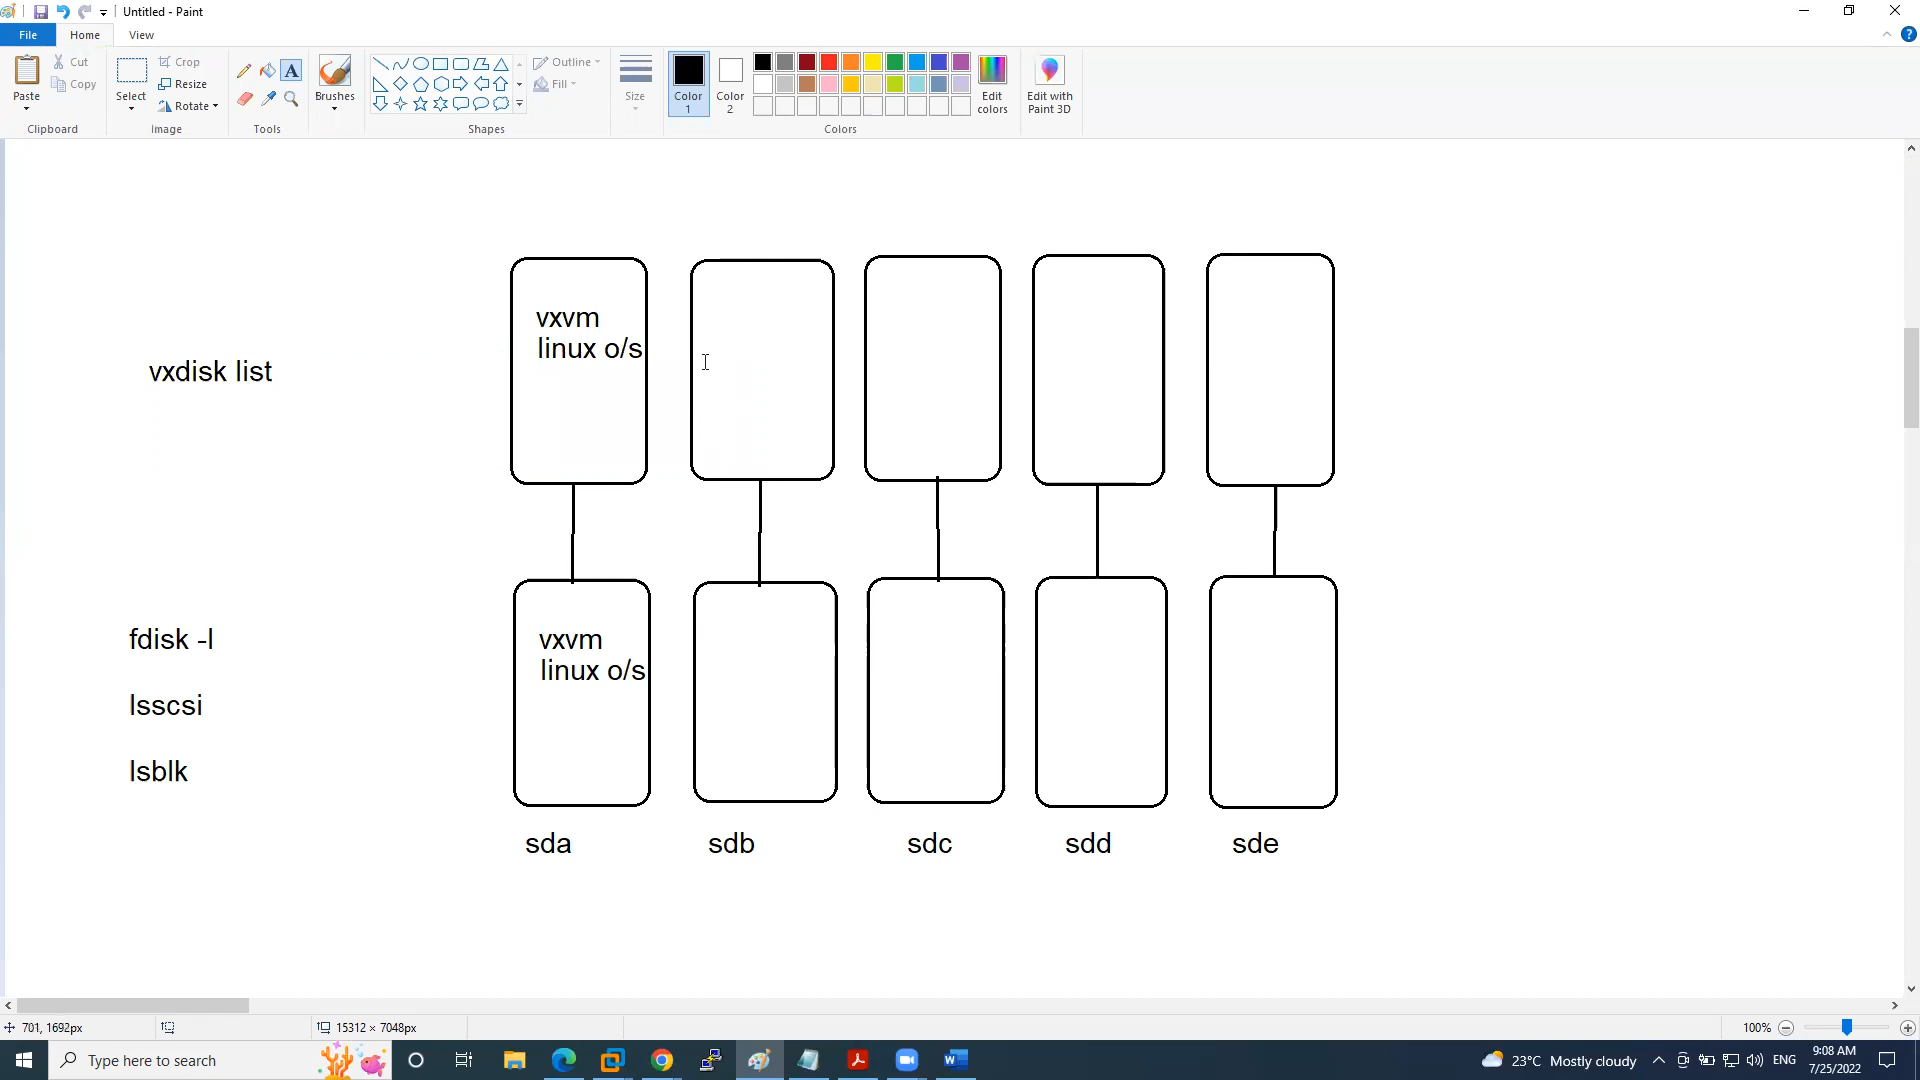 Untitled - Paint
File
Home
View
Paste
Cut
Copy
Clipboard
Select
Crop
Resize
Rotate
Image
A
Tools
Brushes
Shapes
Outline
Fill
Size
Color
1
Color
2
Colors
Edit
colors
Edit with
Paint 3D
vxvm
linux o/s
vxdisk list
vxvm
linux o/s
fdisk -l
lsscsi
lsblk
sda
sdb
sdc
sdd
sde
701, 1692px
15312 × 7048px
100%
Type here to search
23°C Mostly cloudy
ENG
9:08 AM
7/25/2022